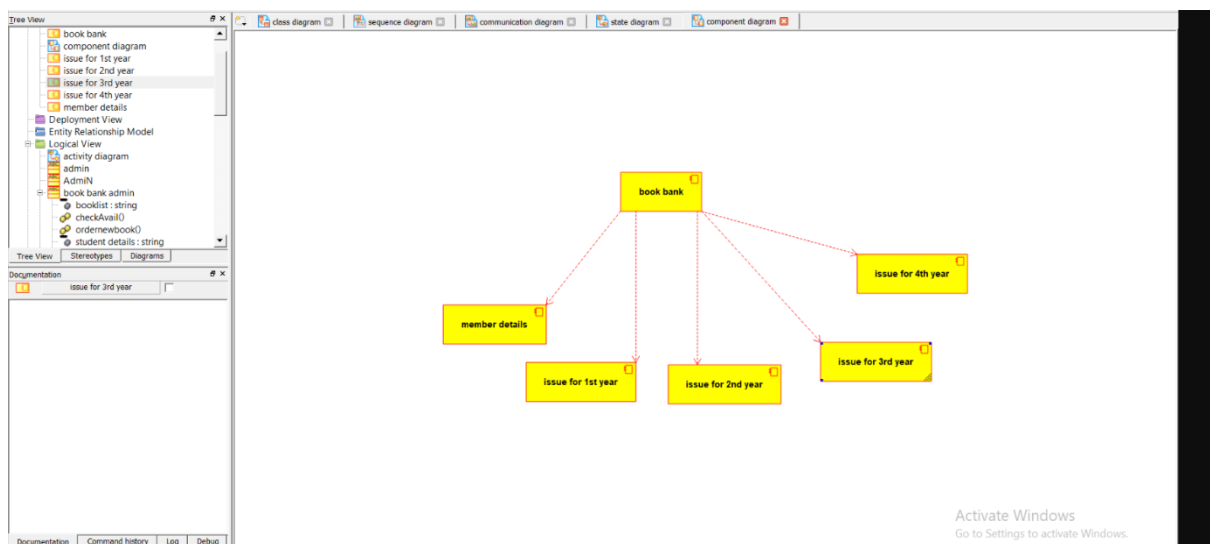 Tree View
book bank
component diagram
issue for 1st year
issue for 2nd year
issue for 3rd year
issue for 4th year
member details
Deployment View
Entity Relationship Model
Logical View
activity diagram
admin
AdmiN
book bank admin
booklist : string
checkAvail()
ordernewbook()
student details : string
Tree View Stereotypes Diagrams
Documentation
issue for 3rd year
Documentation Command history Log Debug
class diagram sequence diagram communication diagram state diagram component diagram
book bank
issue for 4th year
member details
issue for 3rd year
issue for 1st year
issue for 2nd year
Activate Windows
Go to Settings to activate Windows.